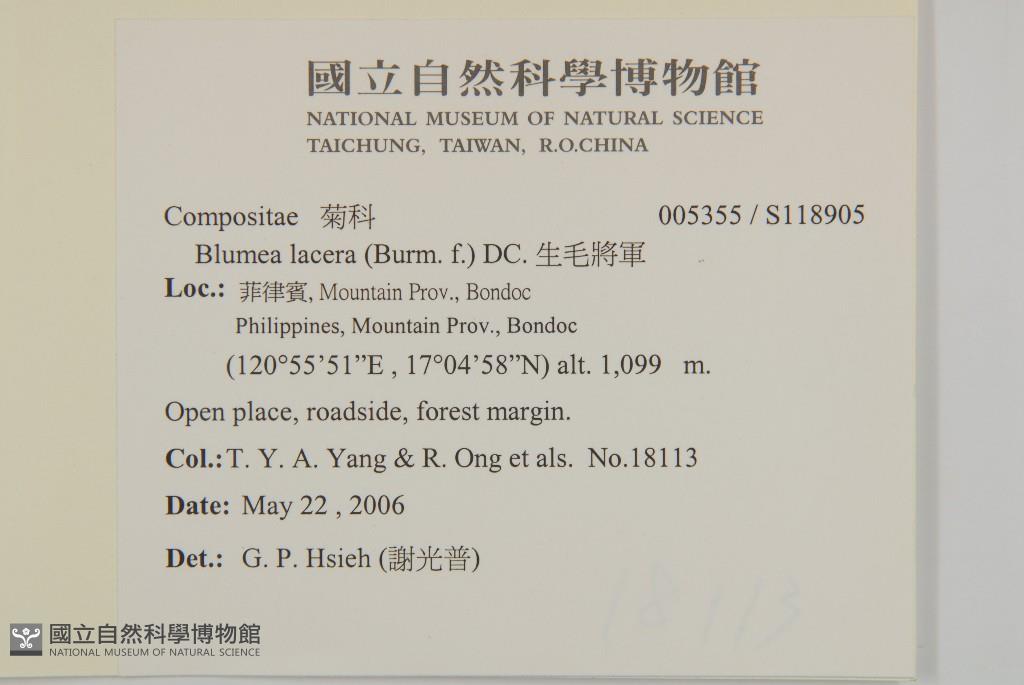 國立自然科學博物館
NATIONAL MUSEUM OF NATURAL SCIENCE
TAICHUNG, TAIWAN, R.O.CHINA
Compositae 菊科 005355 / S118905
Blumea lacera (Burm. f.) DC. 生毛將軍
Loc.: 菲律賓, Mountain Prov., Bondoc
Philippines, Mountain Prov., Bondoc
(120°55’51”E , 17°04’58”N) alt. 1,099 m.
Open place, roadside, forest margin.
Col.: T. Y. A. Yang & R. Ong et als. No.18113
Date: May 22 , 2006
Det.: G. P. Hsieh (謝光普)
18113
國立自然科學博物館
NATIONAL MUSEUM OF NATURAL SCIENCE